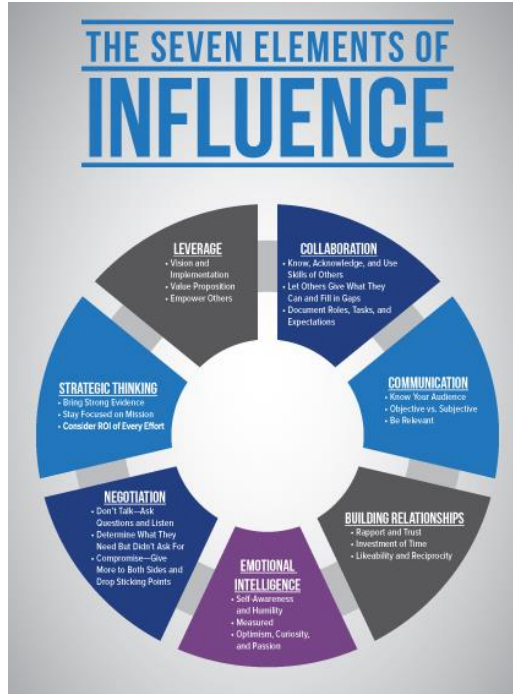 THE SEVEN ELEMENTS OF
INFLUENCE
LEVERAGE
• Vision and
Implementation
• Value Proposition
• Empower Others
COLLABORATION
• Know, Acknowledge, and Use
Skills of Others
• Let Others Give What They
Can and Fill in Gaps
• Document Roles, Tasks, and
Expectations
STRATEGIC THINKING
• Bring Strong Evidence
• Stay Focused on Mission
• Consider ROI of Every Effort
COMMUNICATION
• Know Your Audience
• Objective vs. Subjective
• Be Relevant
NEGOTIATION
• Don't Talk—Ask
Questions and Listen
• Determine What They
Need But Didn't Ask For
• Compromise—Give
More to Both Sides and
Drop Sticking Points
BUILDING RELATIONSHIPS
• Rapport and Trust
• Investment of Time
• Likeability and Reciprocity
EMOTIONAL
INTELLIGENCE
• Self-Awareness
and Humility
• Measured
• Optimism, Curiosity,
and Passion